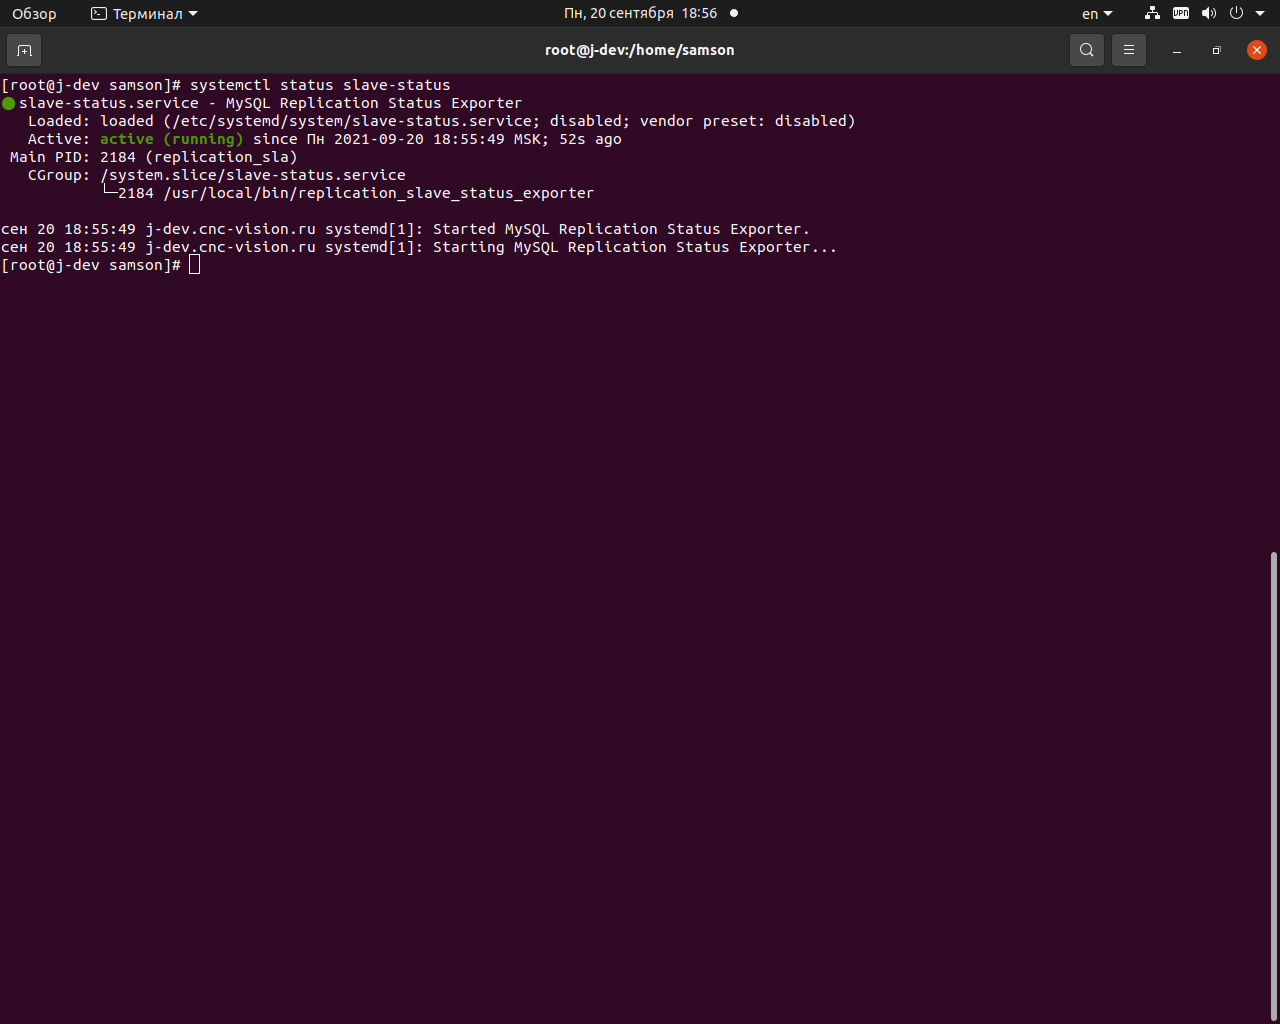 Обзор Терминал Пн, 20 сентября 18:56 en VPN
root@j-dev:/home/samson
[root@j-dev samson]# systemctl status slave-status
● slave-status.service - MySQL Replication Status Exporter
   Loaded: loaded (/etc/systemd/system/slave-status.service; disabled; vendor preset: disabled)
   Active: active (running) since Пн 2021-09-20 18:55:49 MSK; 52s ago
 Main PID: 2184 (replication_sla)
   CGroup: /system.slice/slave-status.service
           └─2184 /usr/local/bin/replication_slave_status_exporter
сен 20 18:55:49 j-dev.cnc-vision.ru systemd[1]: Started MySQL Replication Status Exporter.
сен 20 18:55:49 j-dev.cnc-vision.ru systemd[1]: Starting MySQL Replication Status Exporter...
[root@j-dev samson]#